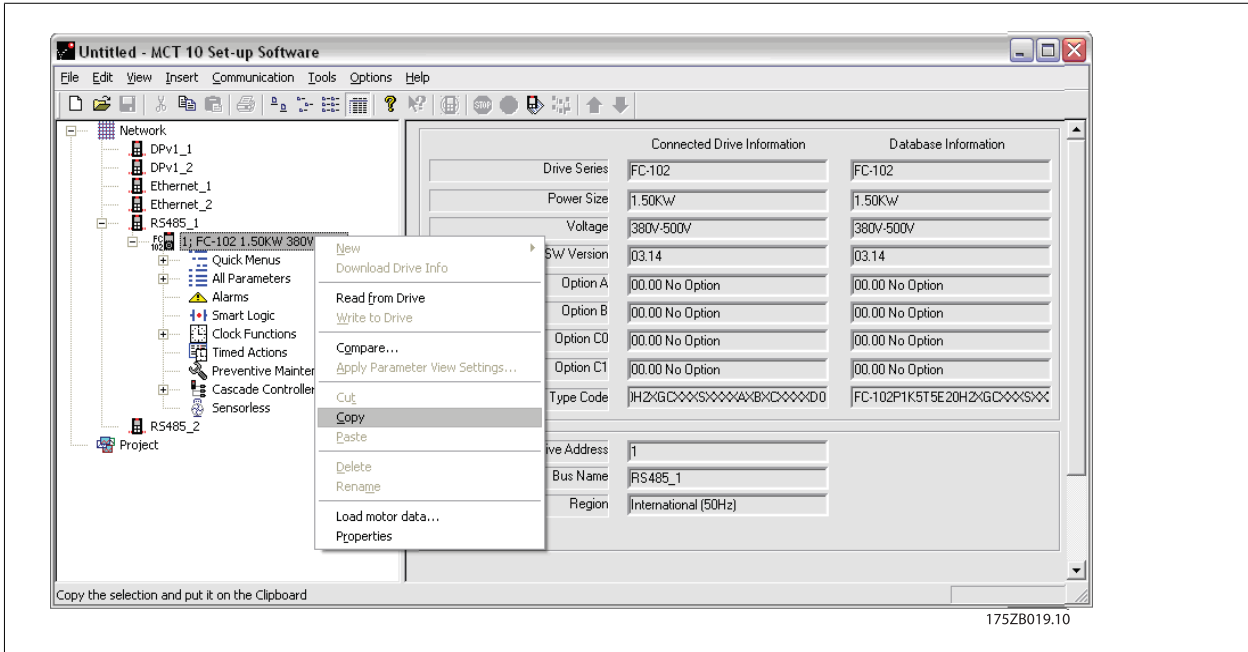 Untitled - MCT 10 Set-up Software
File Edit View Insert Communication Tools Options Help
Network
DPv1_1
DPv1_2
Ethernet_1
Ethernet_2
RS485_1
FC 102 1; FC-102 1.50KW 380V
Quick Menus
All Parameters
Alarms
Smart Logic
Clock Functions
Timed Actions
Preventive Mainter
Cascade Controller
Sensorless
RS485_2
Project
New
Download Drive Info
Read from Drive
Write to Drive
Compare...
Apply Parameter View Settings...
Cut
Copy
Paste
Delete
Rename
Load motor data...
Properties
Connected Drive Information Database Information
Drive Series FC-102 FC-102
Power Size 1.50KW 1.50KW
Voltage 380V-500V 380V-500V
SW Version 03.14 03.14
Option A 00.00 No Option 00.00 No Option
Option B 00.00 No Option 00.00 No Option
Option C0 00.00 No Option 00.00 No Option
Option C1 00.00 No Option 00.00 No Option
Type Code
ive Address 1
Bus Name RS485_1
Region International (50Hz)
Copy the selection and put it on the Clipboard
175ZB019.10